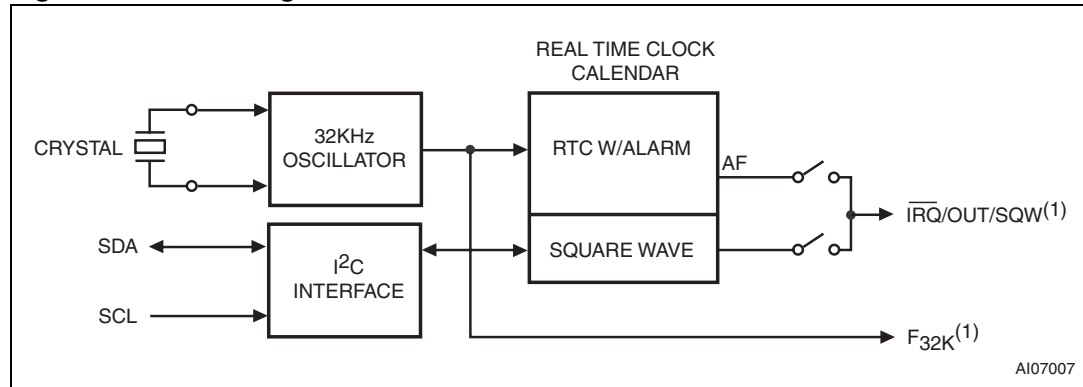 REAL TIME CLOCK
CALENDAR
CRYSTAL
32KHz
OSCILLATOR
RTC W/ALARM
AF
IRQ/OUT/SQW(1)
SDA
I2C
INTERFACE
SQUARE WAVE
SCL
F32K(1)
AI07007